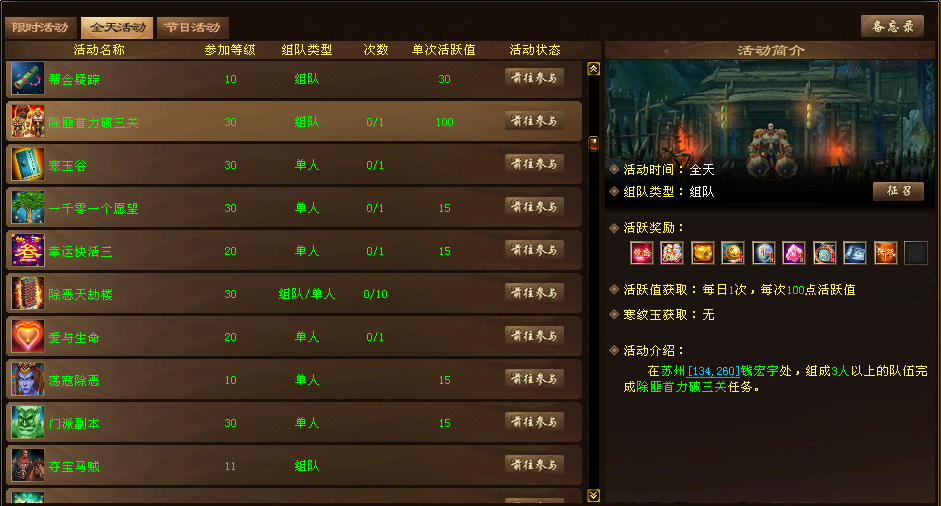 限时活动 全天活动 节日活动
备忘录
活动名称 参加等级 组队类型 次数 单次活跃值 活动状态
帮会疑踪 10 组队 30 前往参与
除匪首力破三关 30 组队 0/1 100 前往参与
寒玉谷 30 单人 0/1 前往参与
一千零一个愿望 30 单人 0/1 15 前往参与
幸运快活三 20 单人 0/1 15 前往参与
除恶天劫楼 30 组队/单人 0/10 前往参与
爱与生命 20 单人 0/1 前往参与
荡寇除恶 10 单人 15 前往参与
门派副本 30 单人 15 前往参与
夺宝马贼 11 组队 前往参与
活动简介
活动时间：全天
组队类型：组队
征召
活跃奖励：
活跃值获取：每日1次，每次100点活跃值
寒纹玉获取：无
活动介绍：
在苏州[134,260]钱宏宇处，组成3人以上的队伍完
成除匪首力破三关任务。